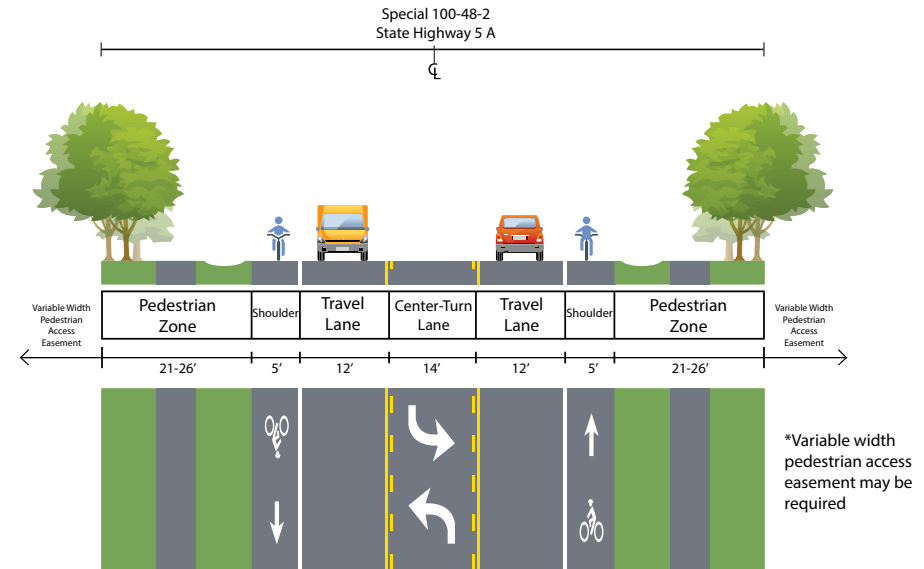 Special 100-48-2
State Highway 5 A
℄
Variable Width
Pedestrian
Access
Easement
Pedestrian
Zone
Shoulder
Travel
Lane
Center-Turn
Lane
Travel
Lane
Shoulder
Pedestrian
Zone
Variable Width
Pedestrian
Access
Easement
21-26’
5’
12’
14’
12’
5’
21-26’
*Variable width
pedestrian access
easement may be
required